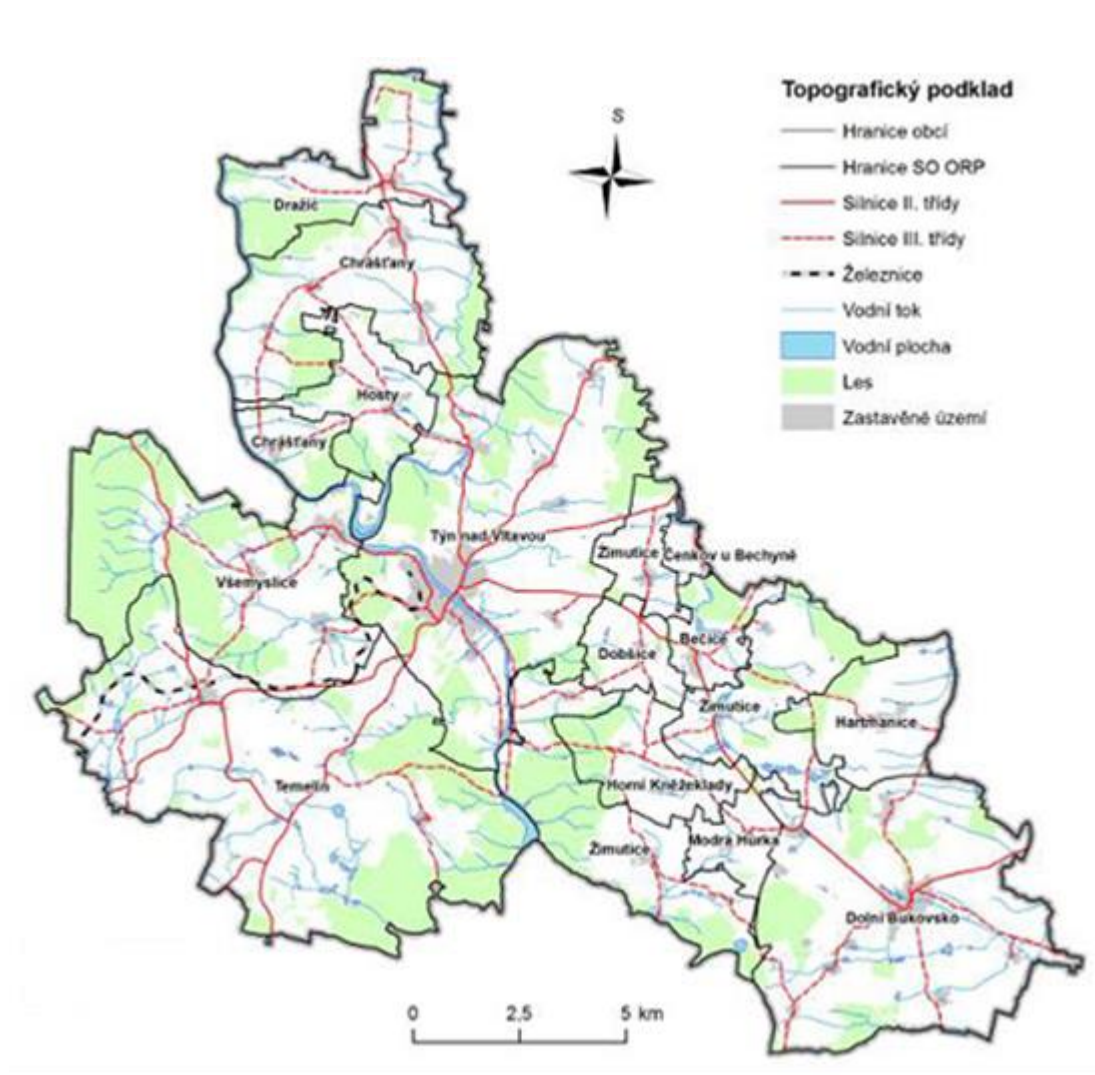 Topografický podklad
S
Hranice obcí
Hranice SO ORP
Silnice II. třídy
Silnice III. třídy
Železnice
Vodní tok
Vodní plocha
Les
Zastavěné území
Dražíč
Chrášťany
Hosty
Chrášťany
Týn nad Vltavou
Žimutice
Čenkov u Bechyně
Všemyslice
Bečice
Dobšice
Žimutice
Hartmanice
Temelín
Horní Kněžeklady
Modrá Hůrka
Žimutice
Dolní Bukovsko
0 2,5 5 km